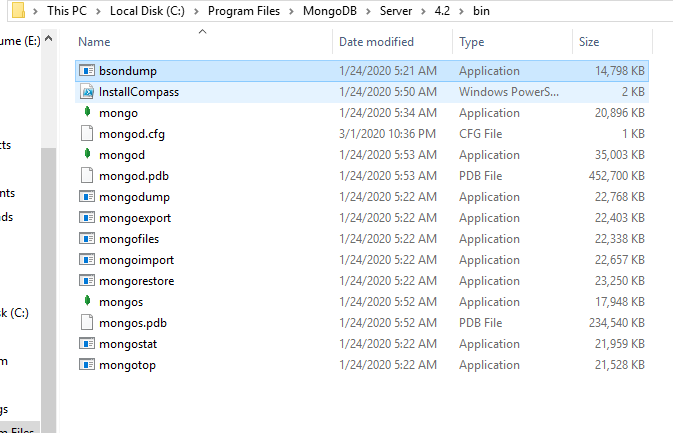 This PC > Local Disk (C:) > Program Files > MongoDB > Server > 4.2 > bin
ume (E:)
Name Date modified Type Size
bsondump 1/24/2020 5:21 AM Application 14,798 KB
InstallCompass 1/24/2020 5:50 AM Windows PowerS... 2 KB
mongo 1/24/2020 5:34 AM Application 20,896 KB
mongod.cfg 3/1/2020 10:36 PM CFG File 1 KB
cts
mongod 1/24/2020 5:53 AM Application 35,003 KB
mongod.pdb 1/24/2020 5:53 AM PDB File 452,700 KB
nts
mongodump 1/24/2020 5:22 AM Application 22,768 KB
ds
mongoexport 1/24/2020 5:22 AM Application 22,403 KB
mongofiles 1/24/2020 5:22 AM Application 22,338 KB
mongoimport 1/24/2020 5:22 AM Application 22,657 KB
mongorestore 1/24/2020 5:22 AM Application 23,250 KB
mongos 1/24/2020 5:52 AM Application 17,948 KB
sk (C:)
mongos.pdb 1/24/2020 5:52 AM PDB File 234,540 KB
mongostat 1/24/2020 5:22 AM Application 21,959 KB
m
mongotop 1/24/2020 5:22 AM Application 21,528 KB
gs
m Files